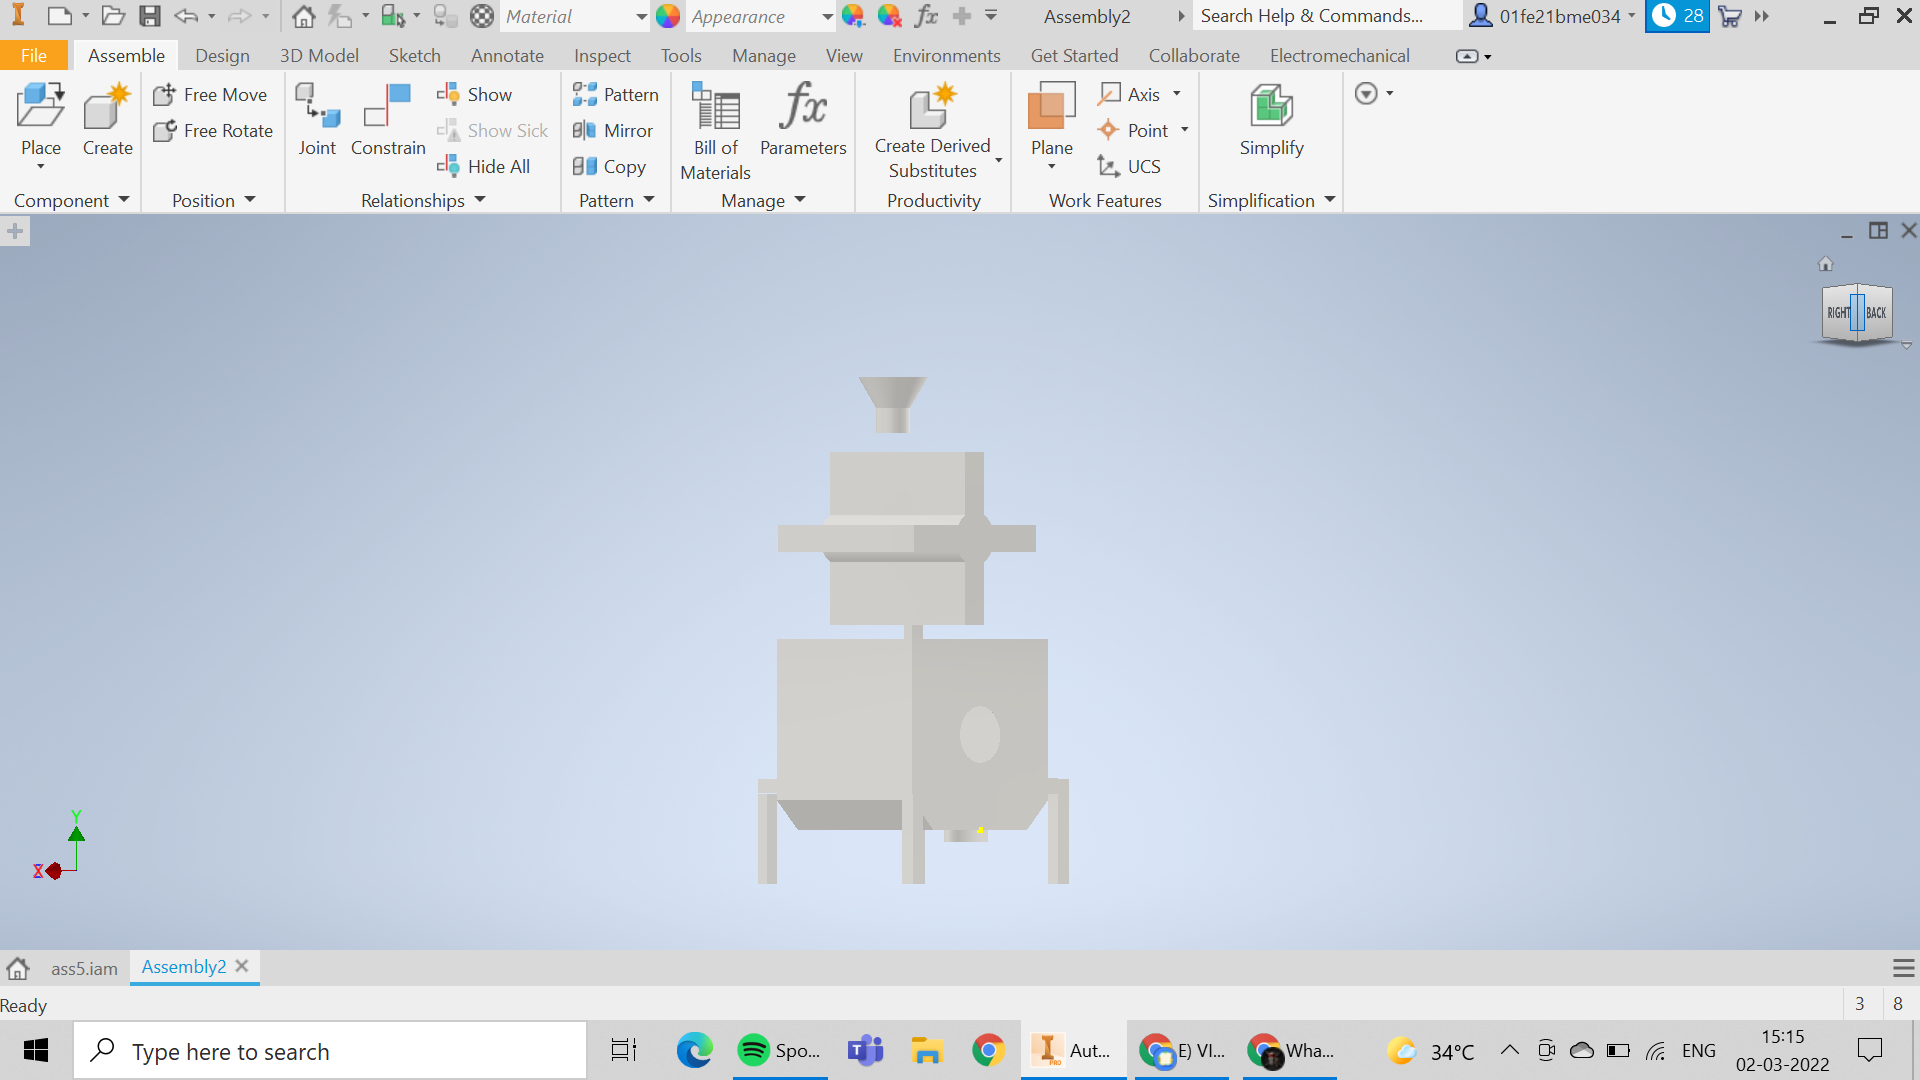 Material
Appearance
Assembly2
Search Help & Commands...
01fe21bme034
28
File
Assemble
Design
3D Model
Sketch
Annotate
Inspect
Tools
Manage
View
Environments
Get Started
Collaborate
Electromechanical
Place
Create
Free Move
Free Rotate
Joint
Constrain
Show
Show Sick
Hide All
Pattern
Mirror
Copy
Bill of
Materials
fx
Parameters
Create Derived
Substitutes
Plane
Axis
Point
UCS
Simplify
Component
Position
Relationships
Pattern
Manage
Productivity
Work Features
Simplification
RIGHT
BACK
Y
X
ass5.iam
Assembly2
Ready
3
8
Type here to search
Spo...
Aut...
E) VI...
Wha...
34°C
ENG
15:15
02-03-2022